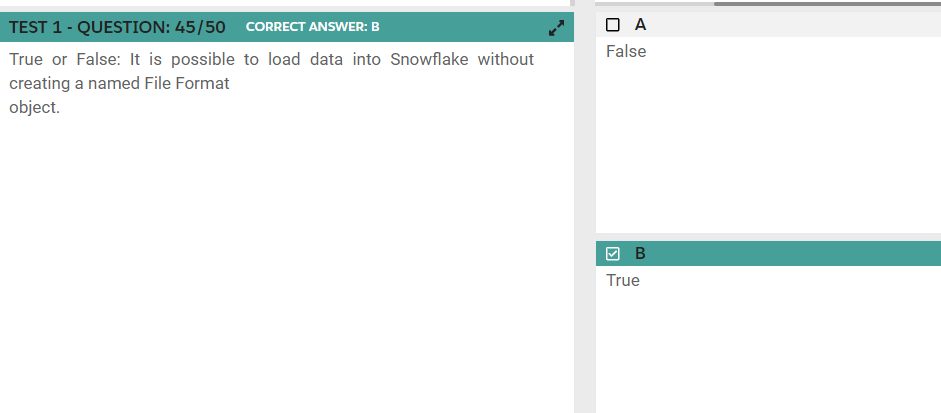 TEST 1 - QUESTION: 45/50 CORRECT ANSWER: B
True or False: It is possible to load data into Snowflake without
creating a named File Format
object.
A
False
B
True